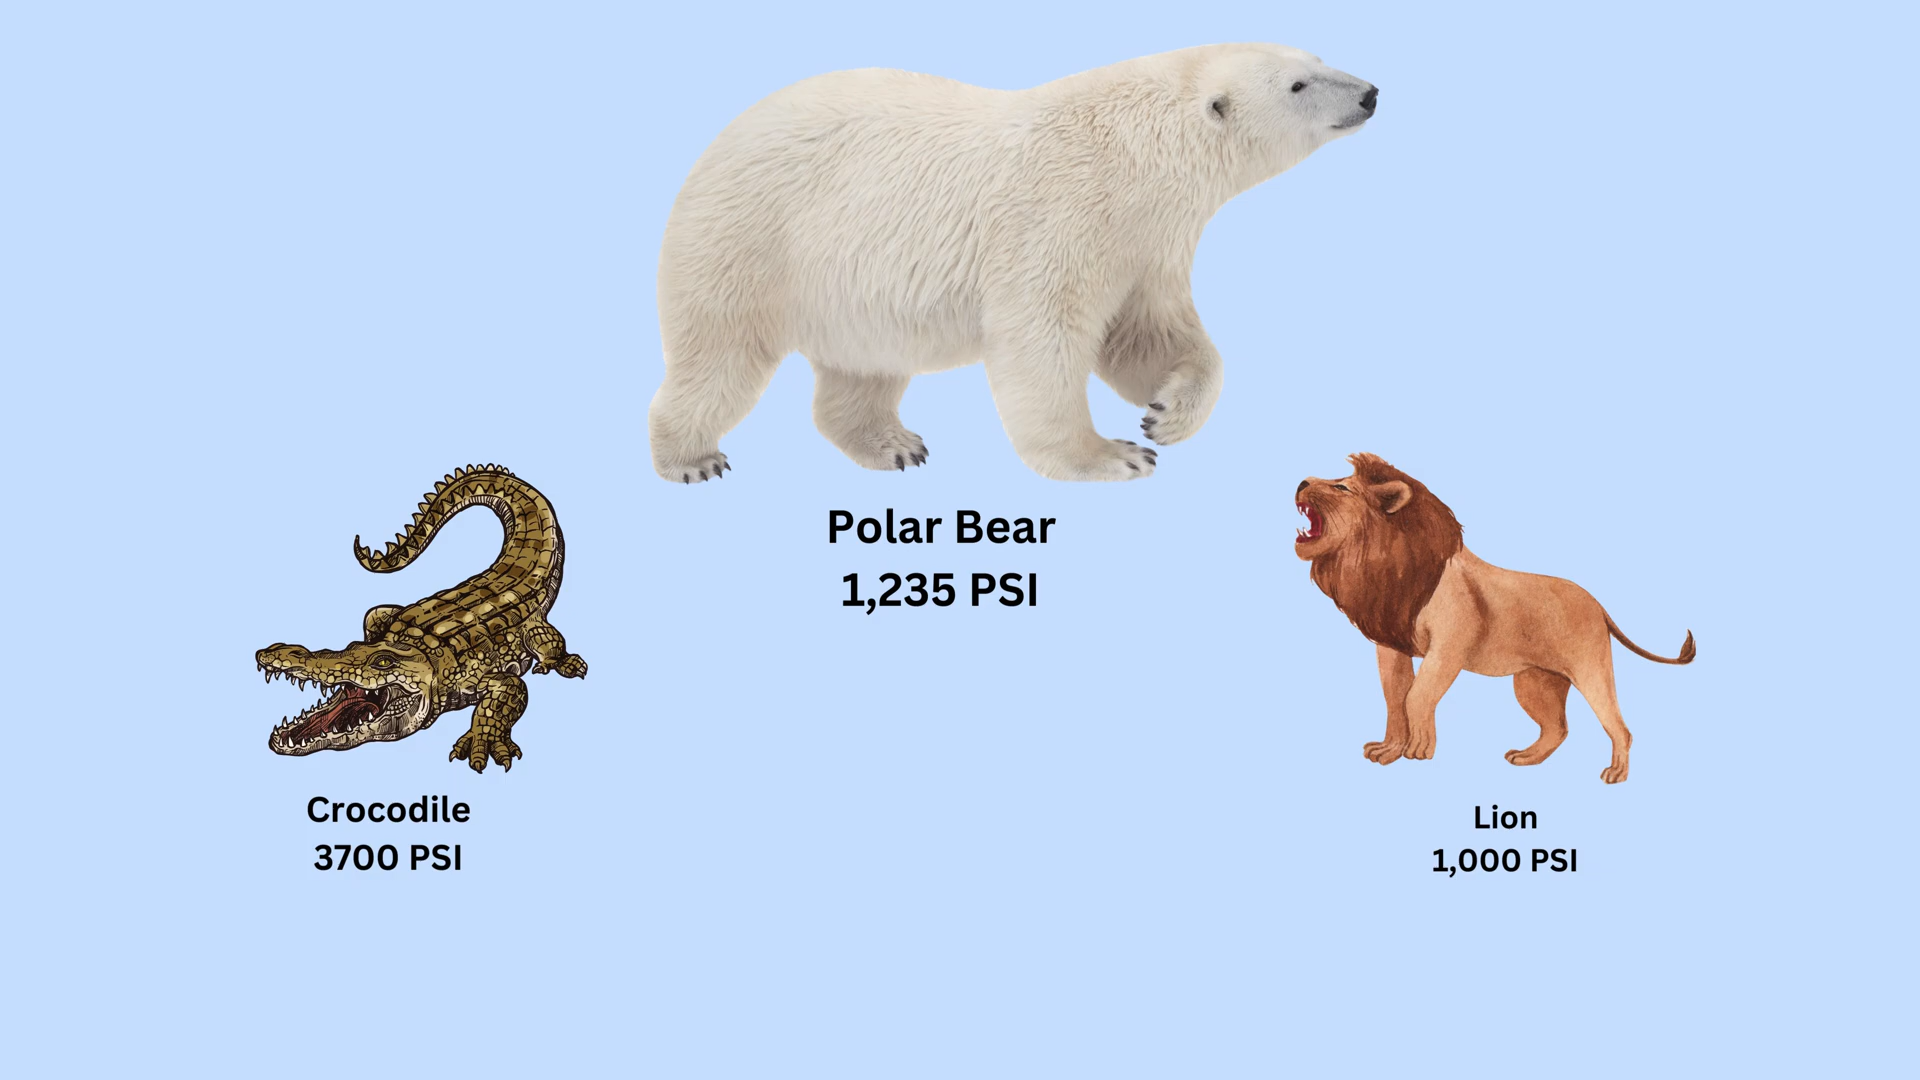 Polar Bear
1,235 PSI
Crocodile
3700 PSI
Lion
1,000 PSI